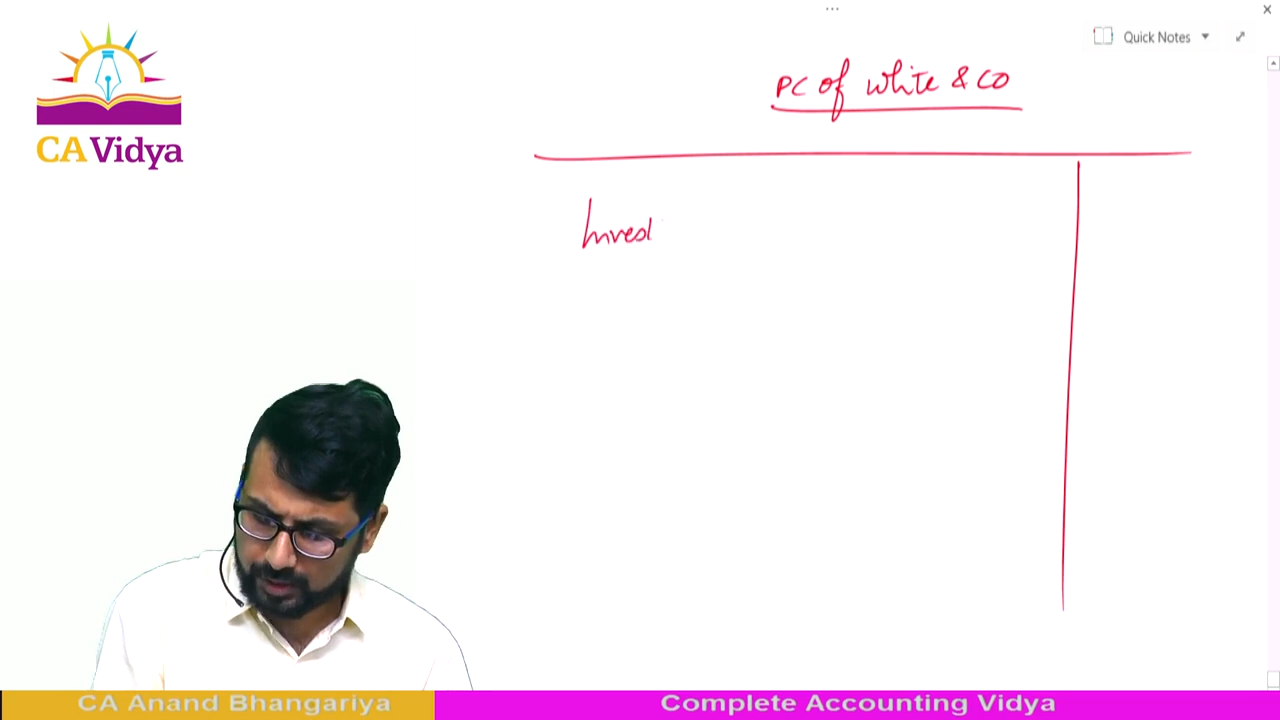 ...
Quick Notes
PC of White & CO
CA Vidya
Invest
CA Anand Bhangariya
Complete Accounting Vidya